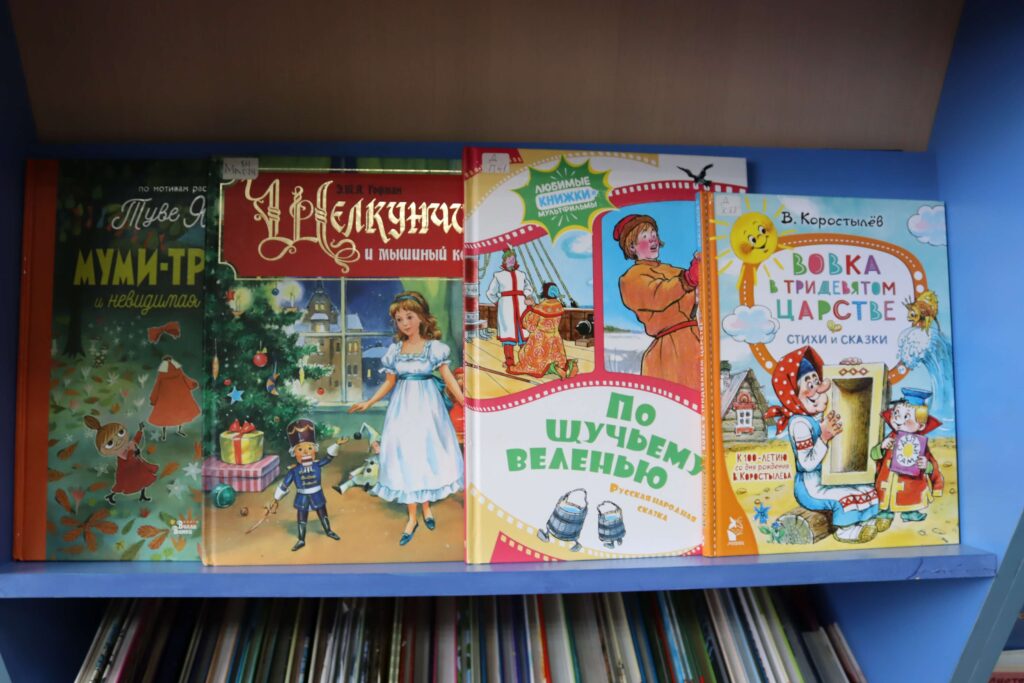 по мотивам рас
Туве Я
МУМИ-ТР
и невидимая
Э.Т.А. Гофман
Щелкунчи
и мышиный ко
ЛЮБИМЫЕ
КНИЖКИ
МУЛЬТФИЛЬМЫ
ПО
ЩУЧЬЕМУ
ВЕЛЕНЬЮ
Русская народная
сказка
В. Коростылёв
ВОВКА
В ТРИДЕВЯТОМ
ЦАРСТВЕ
СТИХИ и СКАЗКИ
К 100-ЛЕТИЮ
со дня рождения
В. Коростылёва